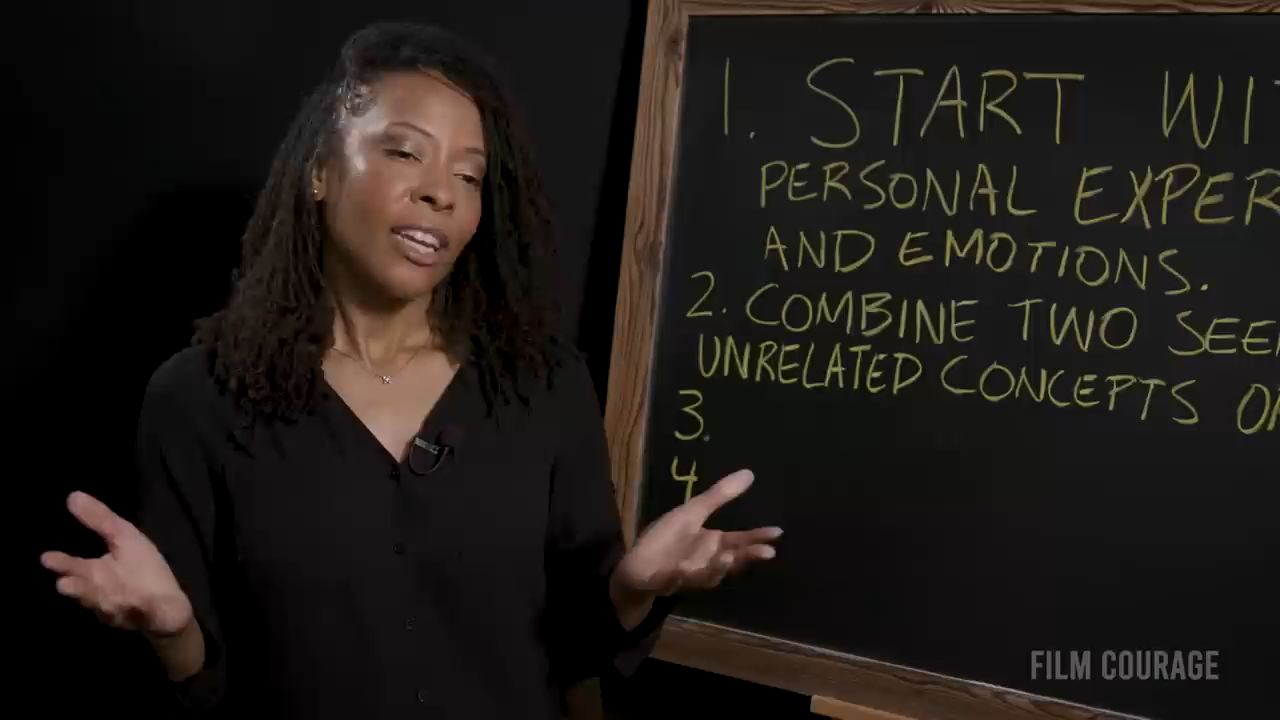 1. START WI
PERSONAL EXPER
AND EMOTIONS.
2. COMBINE TWO SEE
UNRELATED CONCEPTS O
3.
4
FILM COURAGE